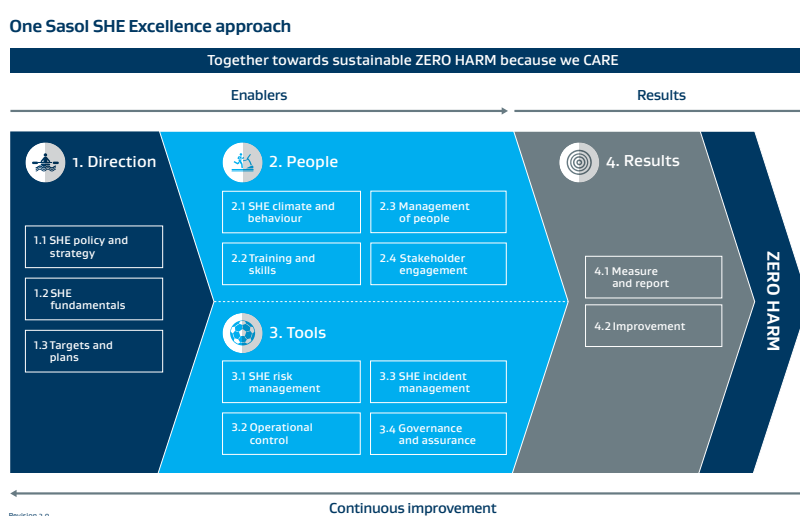 One Sasol SHE Excellence approach
Together towards sustainable ZERO HARM because we CARE
Enablers
Results
1. Direction
1.1 SHE policy and
strategy
1.2 SHE
fundamentals
1.3 Targets and
plans
2. People
2.1 SHE climate and
behaviour
2.2 Training and
skills
2.3 Management
of people
2.4 Stakeholder
engagement
3. Tools
3.1 SHE risk
management
3.2 Operational
control
3.3 SHE incident
management
3.4 Governance
and assurance
4. Results
4.1 Measure
and report
4.2 Improvement
ZERO HARM
Continuous improvement